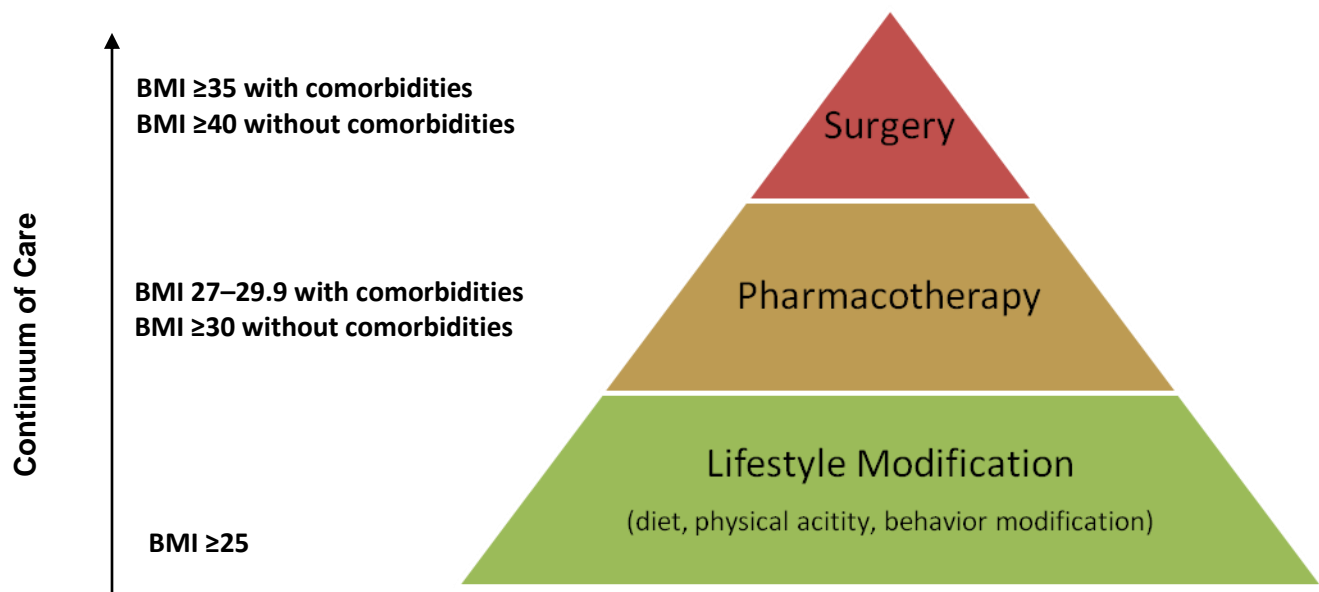 Continuum of Care
BMI ≥35 with comorbidities
BMI ≥40 without comorbidities
Surgery
BMI 27–29.9 with comorbidities
BMI ≥30 without comorbidities
Pharmacotherapy
BMI ≥25
Lifestyle Modification
(diet, physical acitity, behavior modification)